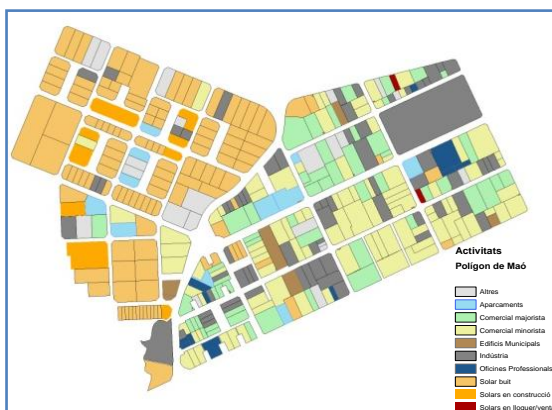 Activitats
Polígon de Maó
Altres
Aparcaments
Comercial majorista
Comercial minorista
Edificis Municipals
Indústria
Oficines Professionals
Solar buit
Solars en construcció
Solars en lloguer/venta